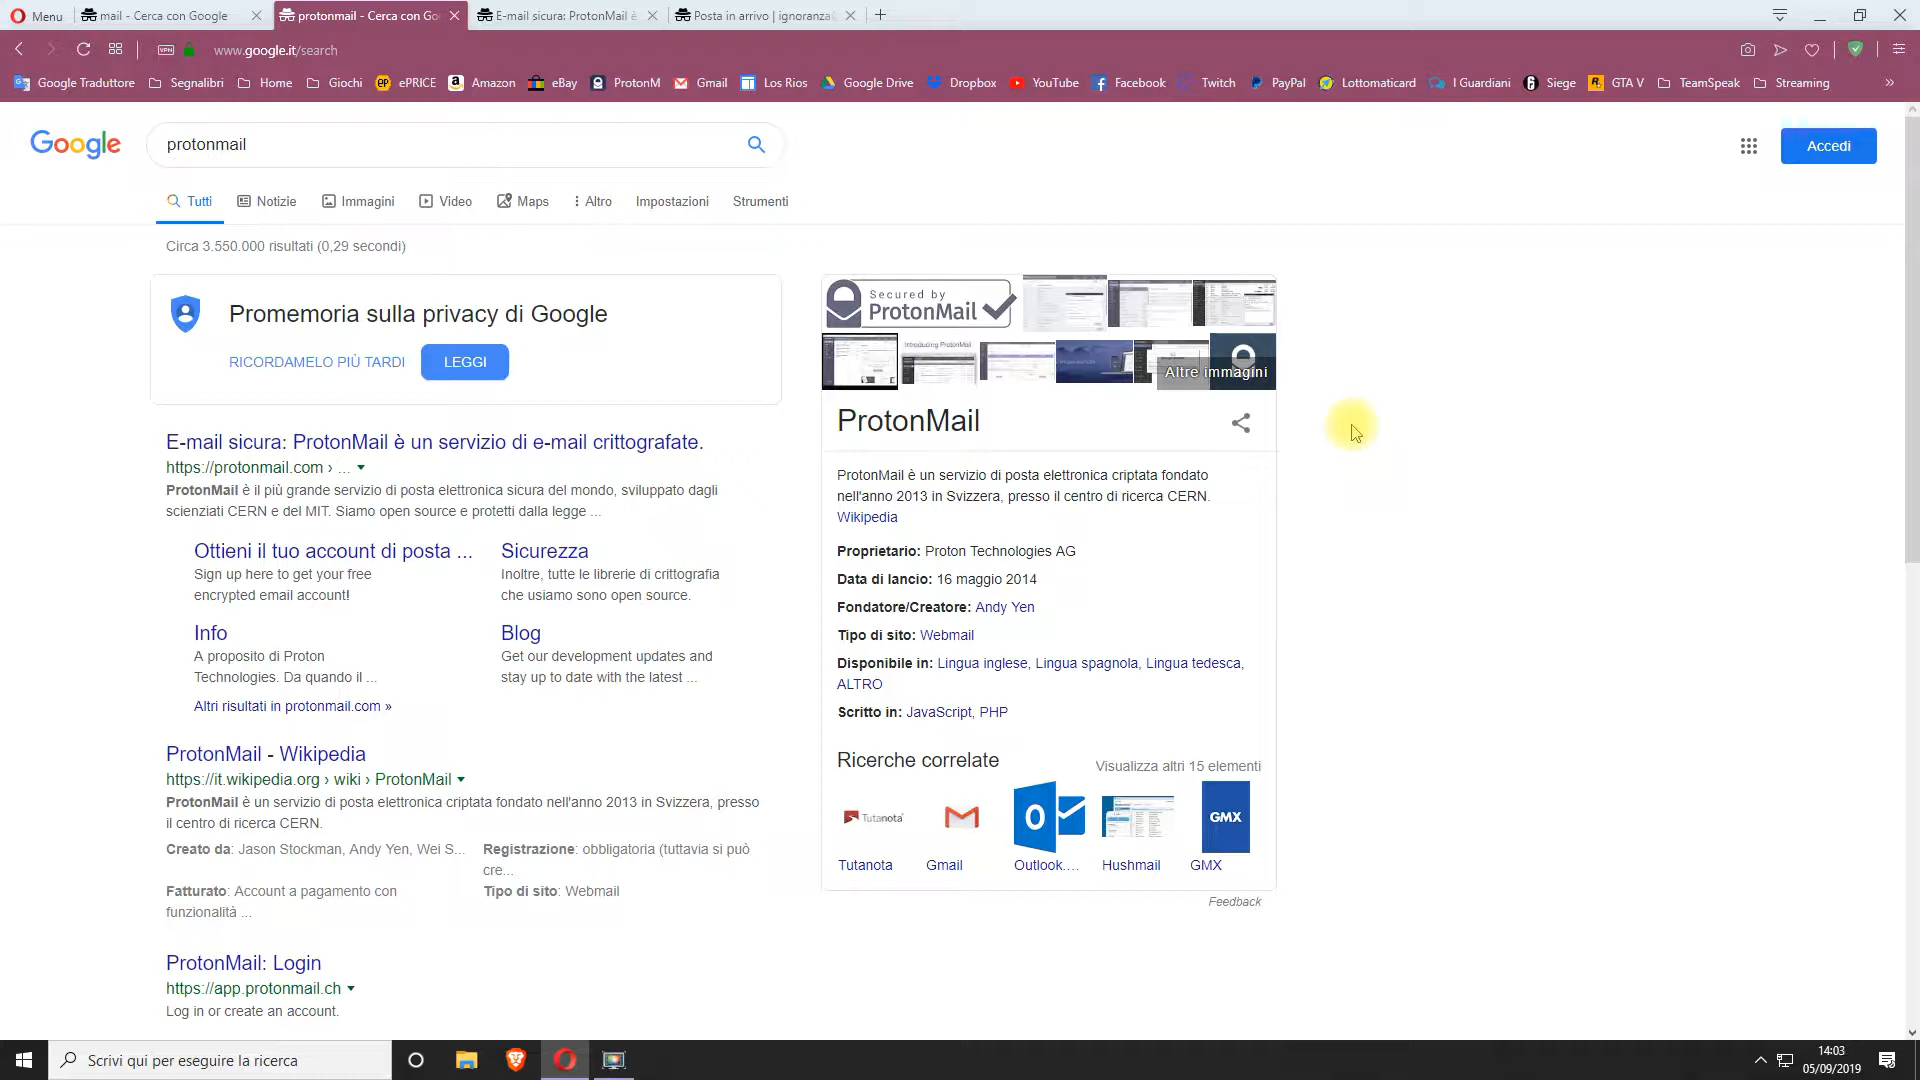 Menu
mail - Cerca con Google
protonmail - Cerca con Go
E-mail sicura: ProtonMail è
Posta in arrivo | ignoranza
VPN
www.google.it/search
Google Traduttore
Segnalibri
Home
Giochi
ePRICE
Amazon
eBay
ProtonM
Gmail
Los Rios
Google Drive
Dropbox
YouTube
Facebook
Twitch
PayPal
Lottomaticard
I Guardiani
Siege
GTA V
TeamSpeak
Streaming
Google
protonmail
Accedi
Tutti
Notizie
Immagini
Video
Maps
Altro
Impostazioni
Strumenti
Circa 3.550.000 risultati (0,29 secondi)
Promemoria sulla privacy di Google
RICORDAMELO PIÙ TARDI
LEGGI
E-mail sicura: ProtonMail è un servizio di e-mail crittografate.
https://protonmail.com › ...
ProtonMail è il più grande servizio di posta elettronica sicura del mondo, sviluppato dagli
scienziati CERN e del MIT. Siamo open source e protetti dalla legge ...
Ottieni il tuo account di posta ...
Sign up here to get your free
encrypted email account!
Sicurezza
Inoltre, tutte le librerie di crittografia
che usiamo sono open source.
Info
A proposito di Proton
Technologies. Da quando il ...
Blog
Get our development updates and
stay up to date with the latest ...
Altri risultati in protonmail.com »
ProtonMail - Wikipedia
https://it.wikipedia.org › wiki › ProtonMail
ProtonMail è un servizio di posta elettronica criptata fondato nell'anno 2013 in Svizzera, presso
il centro di ricerca CERN.
Creato da: Jason Stockman, Andy Yen, Wei S...
Registrazione: obbligatoria (tuttavia si può
cre...
Fatturato: Account a pagamento con
funzionalità ...
Tipo di sito: Webmail
ProtonMail: Login
https://app.protonmail.ch
Log in or create an account.
Secured by
ProtonMail
Introducing ProtonMail
Altre immagini
ProtonMail
ProtonMail è un servizio di posta elettronica criptata fondato
nell'anno 2013 in Svizzera, presso il centro di ricerca CERN.
Wikipedia
Proprietario: Proton Technologies AG
Data di lancio: 16 maggio 2014
Fondatore/Creatore: Andy Yen
Tipo di sito: Webmail
Disponibile in: Lingua inglese, Lingua spagnola, Lingua tedesca,
ALTRO
Scritto in: JavaScript, PHP
Ricerche correlate
Visualizza altri 15 elementi
Tutanota
GMX
Tutanota
Gmail
Outlook....
Hushmail
GMX
Feedback
Scrivi qui per eseguire la ricerca
14:03
05/09/2019